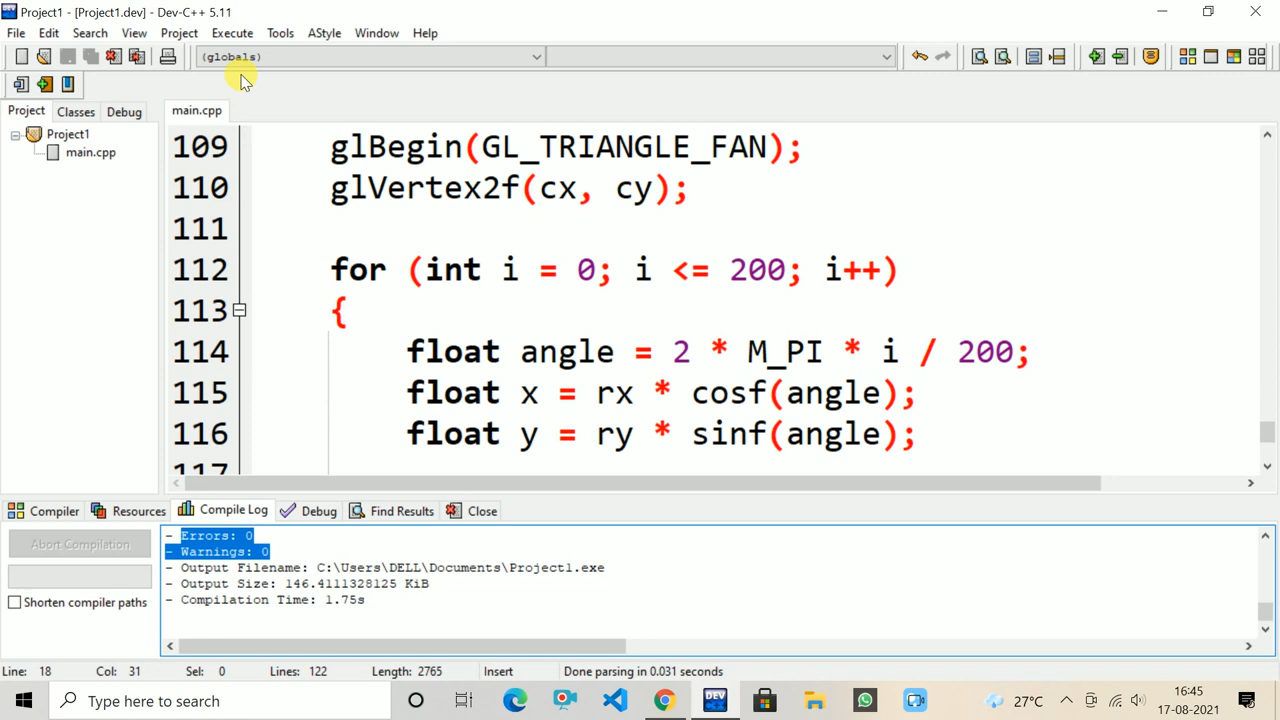 Project1 - [Project1.dev] - Dev-C++ 5.11
File Edit Search View Project Execute Tools AStyle Window Help
(globals)
Project Classes Debug
main.cpp
Project1
main.cpp
109 glBegin(GL_TRIANGLE_FAN);
110 glVertex2f(cx, cy);
111
112 for (int i = 0; i <= 200; i++)
113 {
114 float angle = 2 * M_PI * i / 200;
115 float x = rx * cosf(angle);
116 float y = ry * sinf(angle);
117
Compiler Resources Compile Log Debug Find Results Close
Abort Compilation
Shorten compiler paths
- Errors: 0
- Warnings: 0
- Output Filename: C:\Users\DELL\Documents\Project1.exe
- Output Size: 146.4111328125 KiB
- Compilation Time: 1.75s
Line: 18 Col: 31 Sel: 0 Lines: 122 Length: 2765 Insert Done parsing in 0.031 seconds
Type here to search
DEV
27°C
16:45
17-08-2021